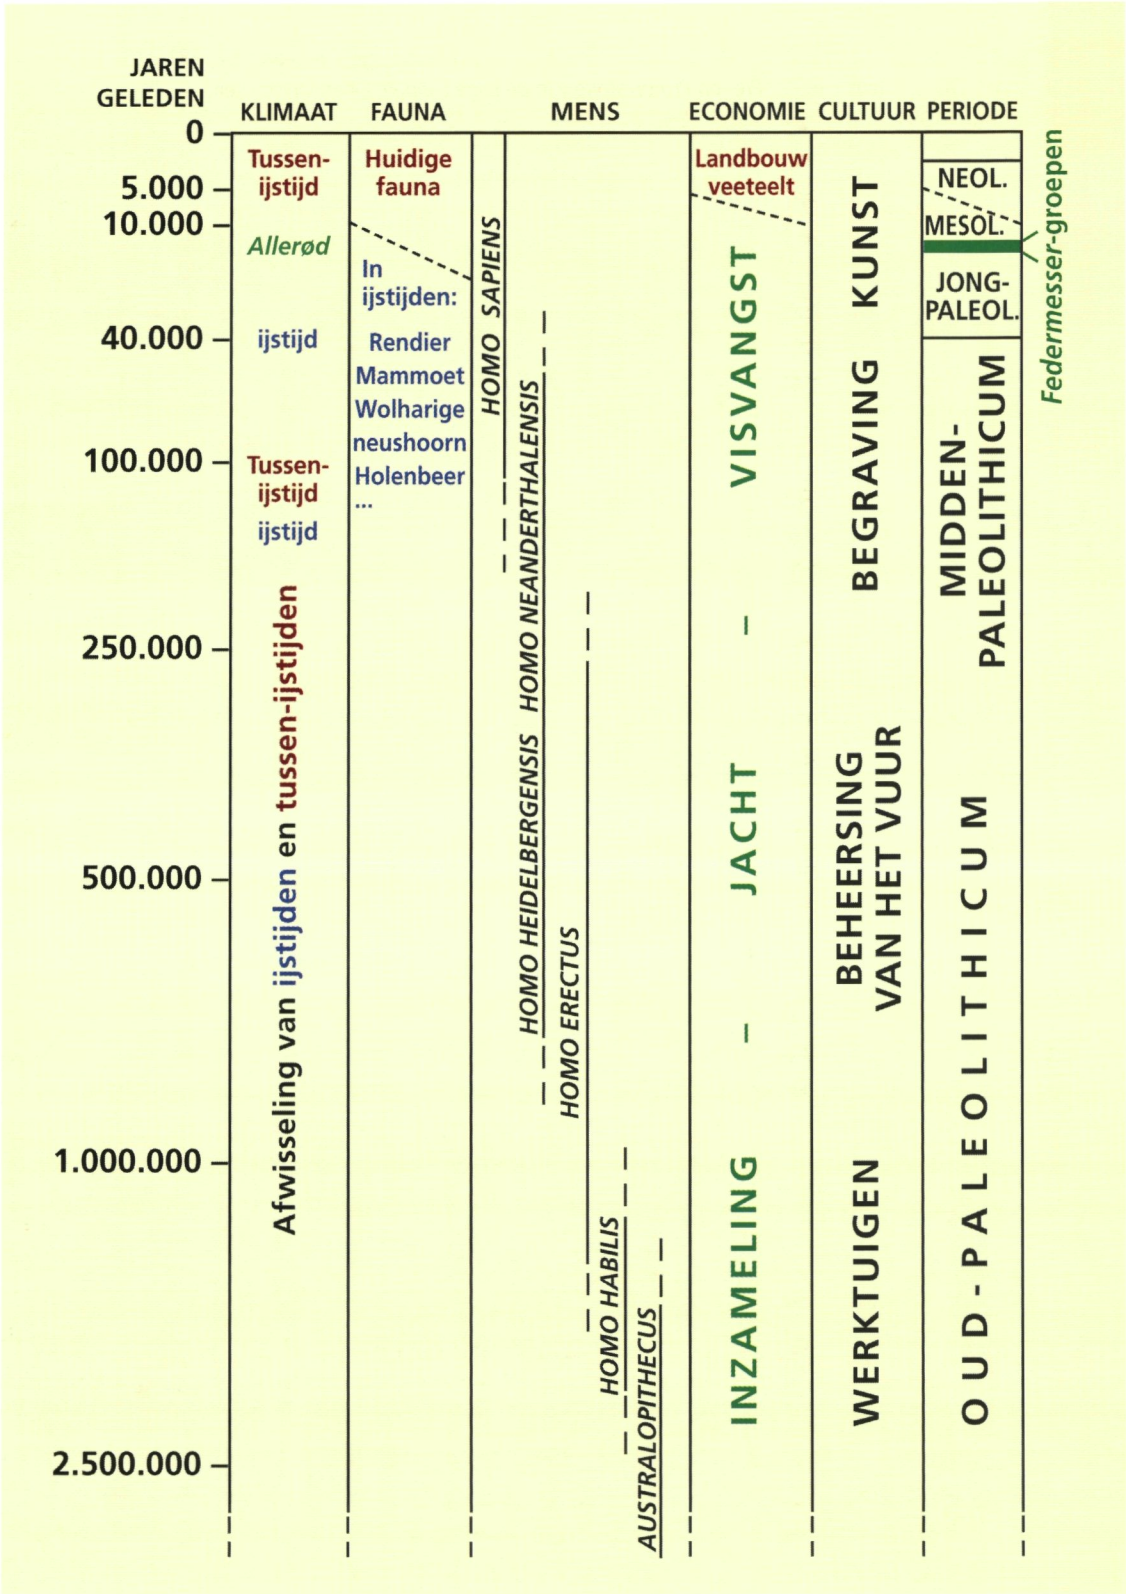 JAREN
GELEDEN
KLIMAAT
FAUNA
MENS
ECONOMIE
CULTUUR
PERIODE
0
5.000
10.000
40.000
100.000
250.000
500.000
1.000.000
2.500.000
Tussen-
ijstijd
Allerød
ijstijd
Tussen-
ijstijd
ijstijd
Afwisseling van ijstijden en tussen-ijstijden
Huidige
fauna
In
ijstijden:
Rendier
Mammoet
Wolharige
neushoorn
Holenbeer
...
HOMO SAPIENS
HOMO NEANDERTHALENSIS
HOMO HEIDELBERGENSIS
HOMO ERECTUS
HOMO HABILIS
AUSTRALOPITHECUS
Landbouw
veeteelt
INZAMELING – JACHT – VISVANGST
KUNST
BEGRAVING
BEHEERSING
VAN HET VUUR
WERKTUIGEN
NEOL.
MESOL.
JONG-
PALEOL.
MIDDEN-
PALEOLITHICUM
OUD-PALEOLITHICUM
Federmesser-groepen